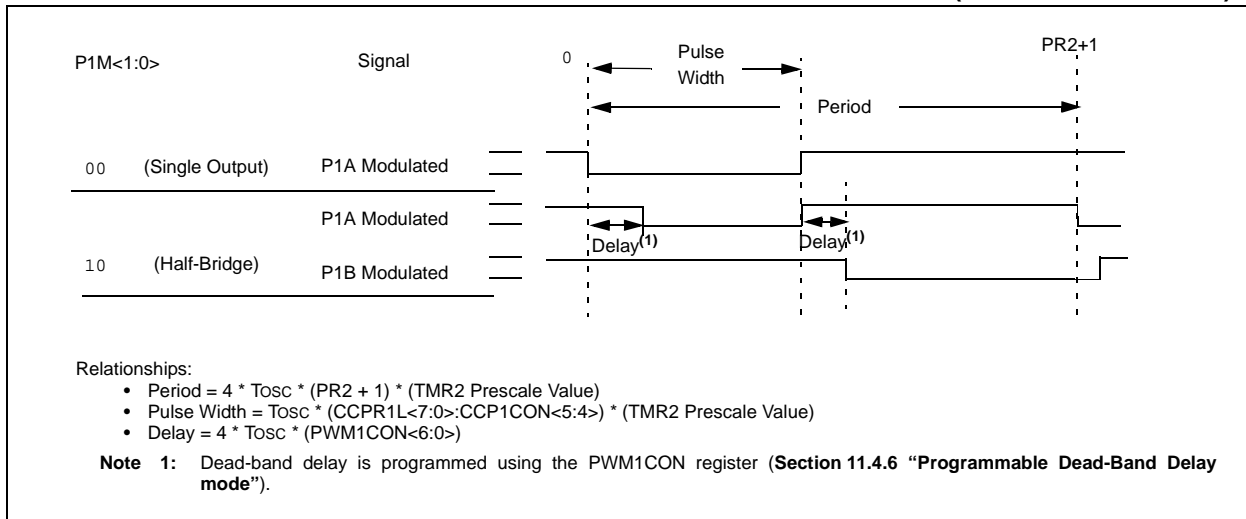 P1M<1:0>
Signal
0
Pulse
Width
PR2+1
Period
00 (Single Output) P1A Modulated
P1A Modulated
Delay(1)
Delay(1)
10 (Half-Bridge)
P1B Modulated
Relationships:
• Period = 4 * TOSC * (PR2 + 1) * (TMR2 Prescale Value)
• Pulse Width = TOSC * (CCPR1L<7:0>:CCP1CON<5:4>) * (TMR2 Prescale Value)
• Delay = 4 * TOSC * (PWM1CON<6:0>)
Note 1: Dead-band delay is programmed using the PWM1CON register (Section 11.4.6 “Programmable Dead-Band Delay
mode”).